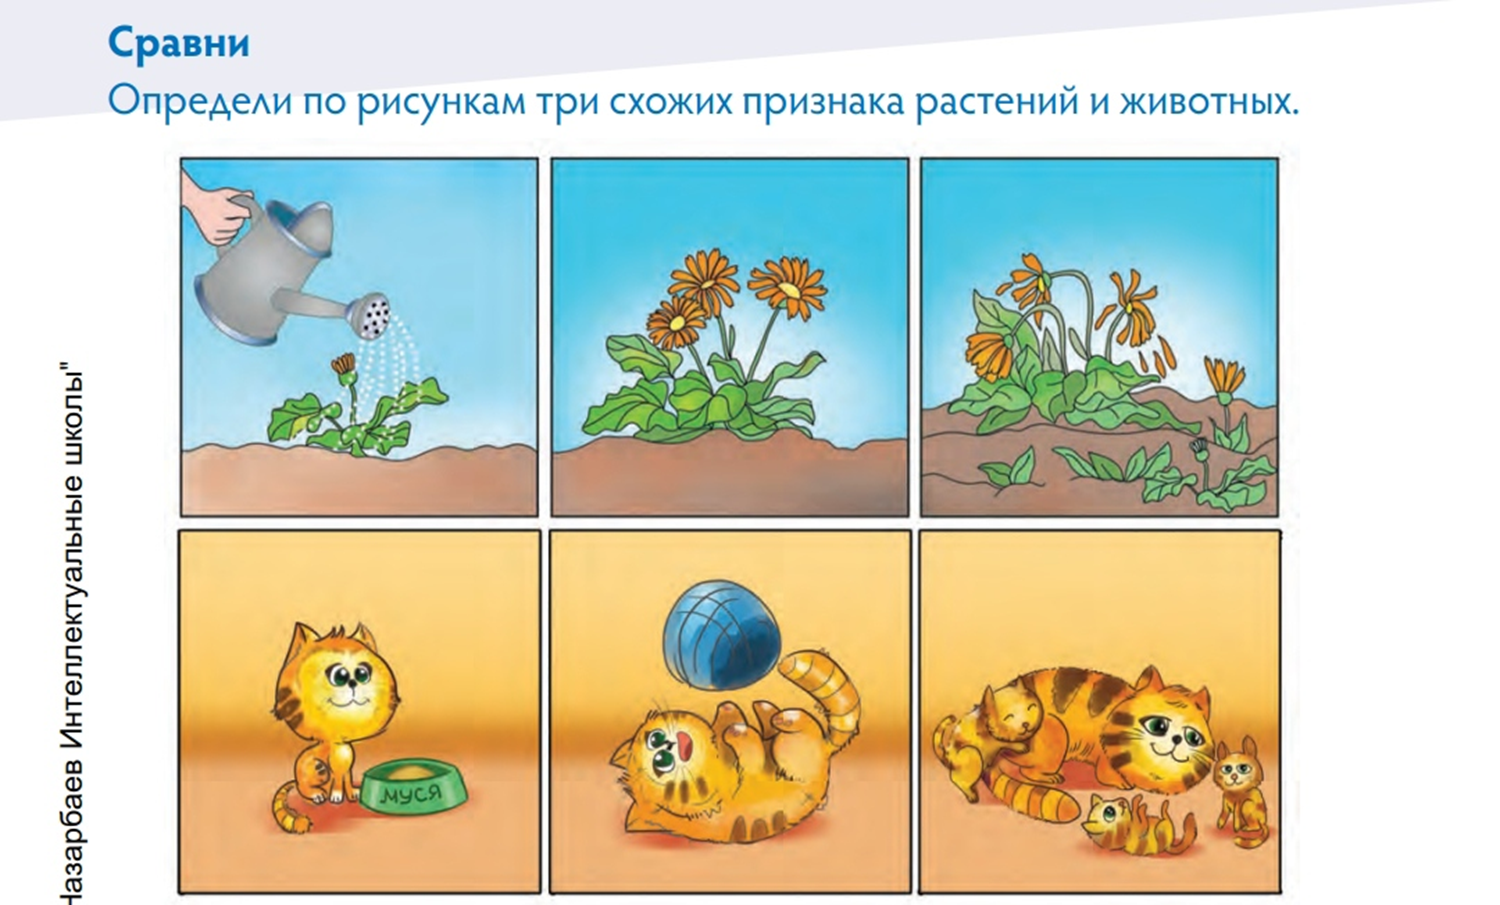 Сравни
Определи по рисункам три схожих признака растений и животных.
Назарбаев Интеллектуальные школы"
МУСЯ